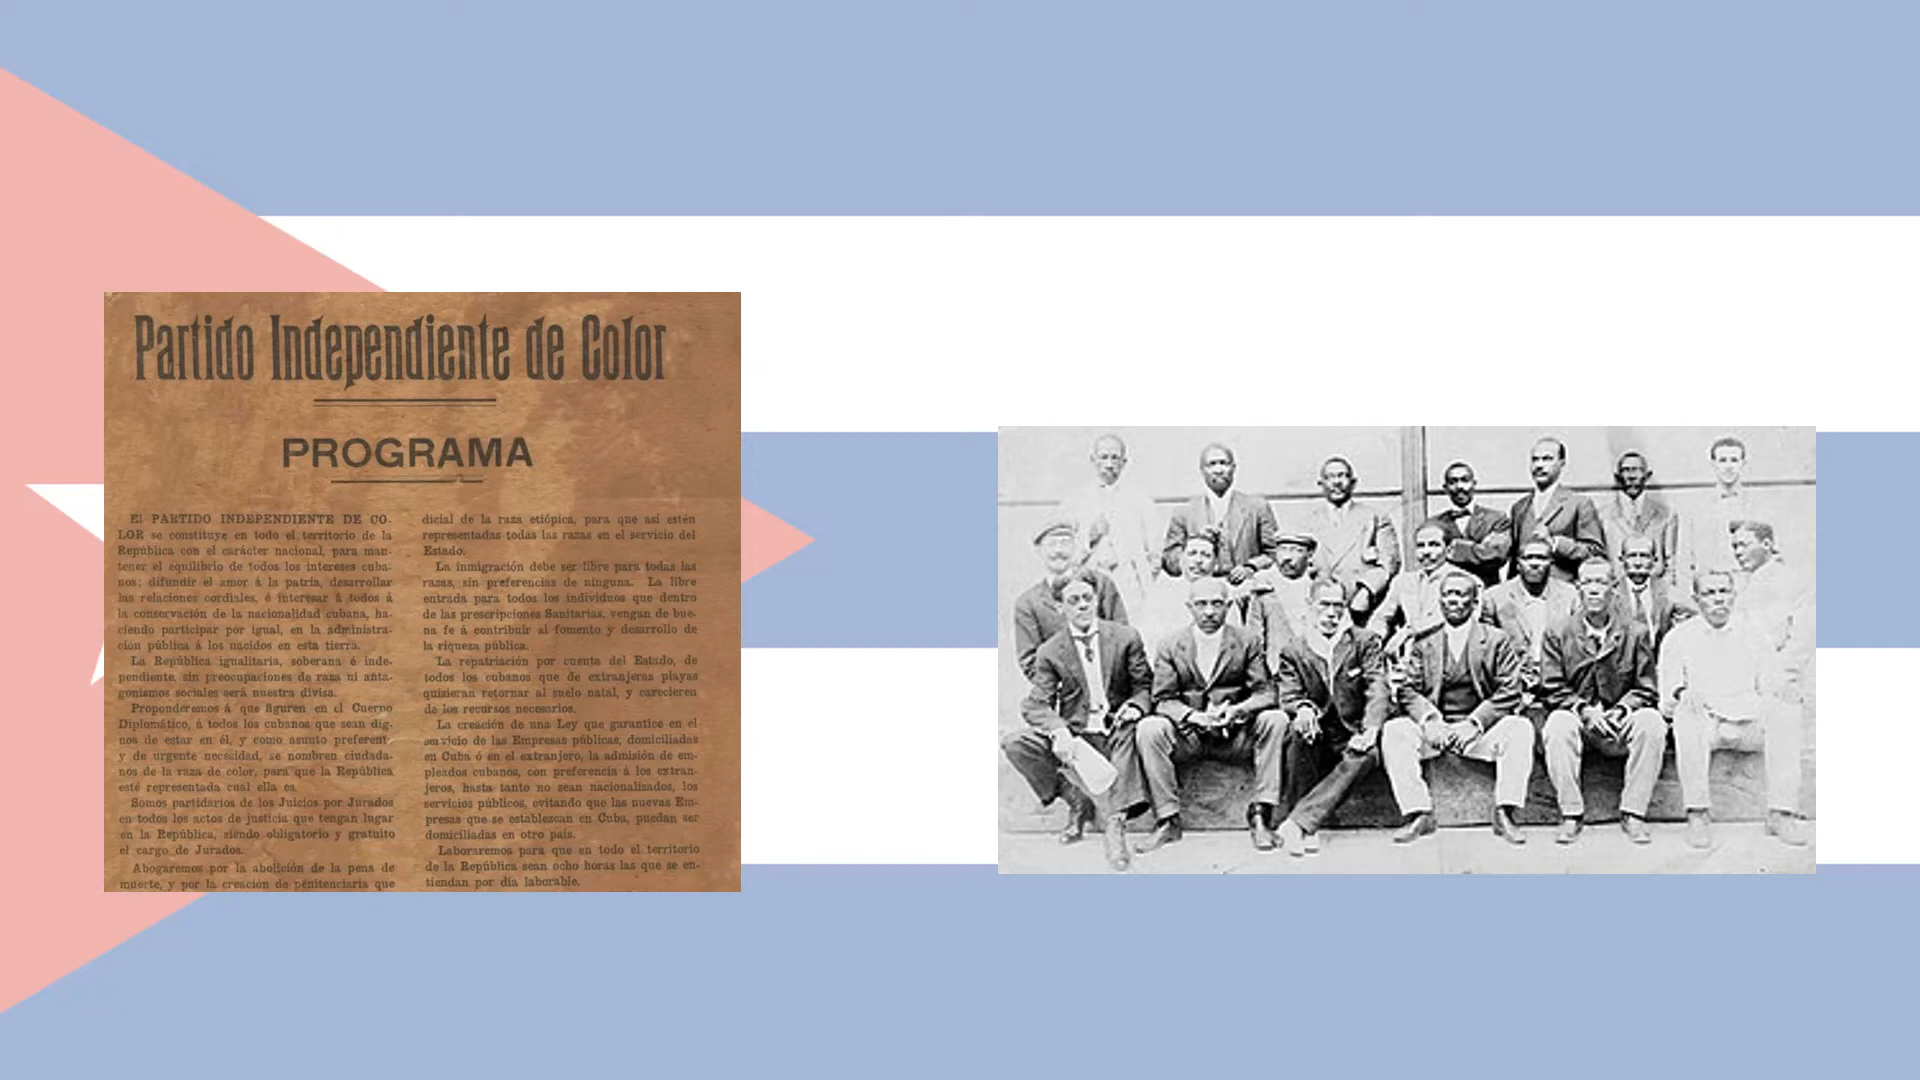 Partido Independiente de Color
PROGRAMA
El PARTIDO INDEPENDIENTE DE CO-
LOR se constituye en todo el territorio de la
República con el carácter nacional, para man-
tener el equilibrio de todos los intereses cuba-
nos; difundir el amor á la patria, desarrollar
las relaciones cordiales, é interesar á todos á
la conservación de la nacionalidad cubana, ha-
ciendo participar por igual, en la administra-
ción pública á los nacidos en esta tierra.
La República igualitaria, soberana é inde-
pendiente, sin preocupaciones de raza ni anta-
gonismos sociales será nuestra divisa.
Propondremos á que figuren en el Cuerpo
Diplomático, á todos los cubanos que sean dig-
nos de estar en él, y como asunto preferent
y de urgente necesidad, se nombren ciudada-
nos de la raza de color, para que la República
esté representada cual ella es.
Somos partidarios de los Juicios por Jurados
en todos los actos de justicia que tengan lugar
en la República, siendo obligatorio y gratuito
el cargo de Jurados.
Abogaremos por la abolición de la pena de
muerte, y por la creación de penitenciaria que
dicial de la raza etiópica, para que así estén
representadas todas las razas en el servicio del
Estado.
La inmigración debe ser libre para todas las
razas, sin preferencias de ninguna. La libre
entrada para todos los individuos que dentro
de las prescripciones Sanitarias, vengan de bue-
na fe á contribuir al fomento y desarrollo de
la riqueza pública.
La repatriación por cuenta del Estado, de
todos los cubanos que de extranjeras playas
quisieran retornar al suelo natal, y carecieren
de los recursos necesarios.
La creación de una Ley que garantice en el
servicio de las Empresas públicas, domiciliadas
en Cuba ó en el extranjero, la admisión de em-
pleados cubanos, con preferencia á los extran-
jeros, hasta tanto no sean nacionalizados, los
servicios públicos, evitando que las nuevas Em-
presas que se establescan en Cuba, puedan ser
domiciliadas en otro país.
Laboraremos para que en todo el territorio
de la República sean ocho horas las que se en-
tiendan por día laborable.